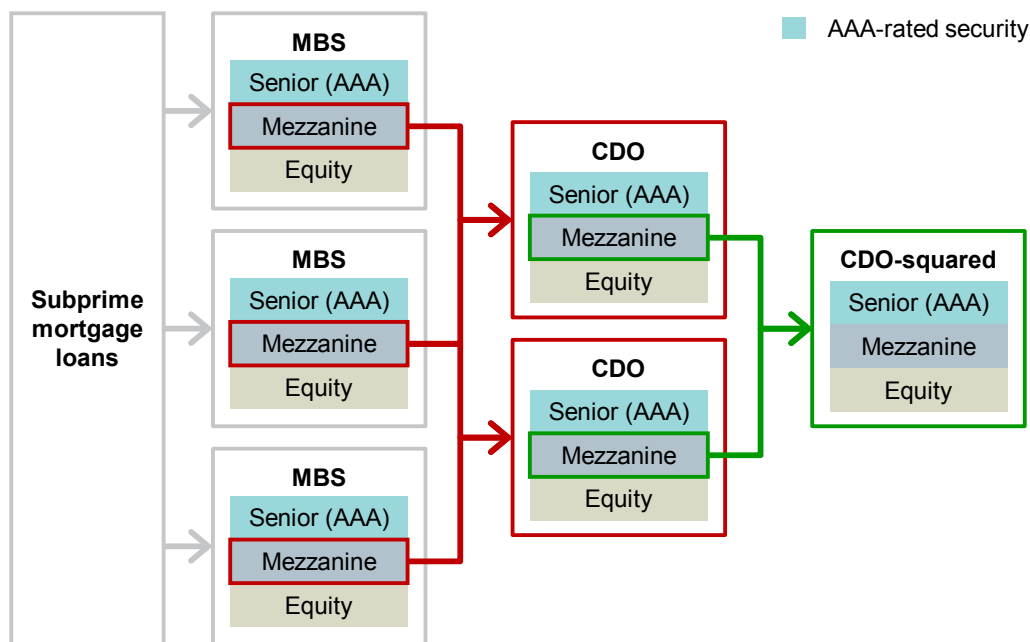 AAA-rated security
Subprime
mortgage
loans
MBS
Senior (AAA)
Mezzanine
Equity
MBS
Senior (AAA)
Mezzanine
Equity
MBS
Senior (AAA)
Mezzanine
Equity
CDO
Senior (AAA)
Mezzanine
Equity
CDO
Senior (AAA)
Mezzanine
Equity
CDO-squared
Senior (AAA)
Mezzanine
Equity